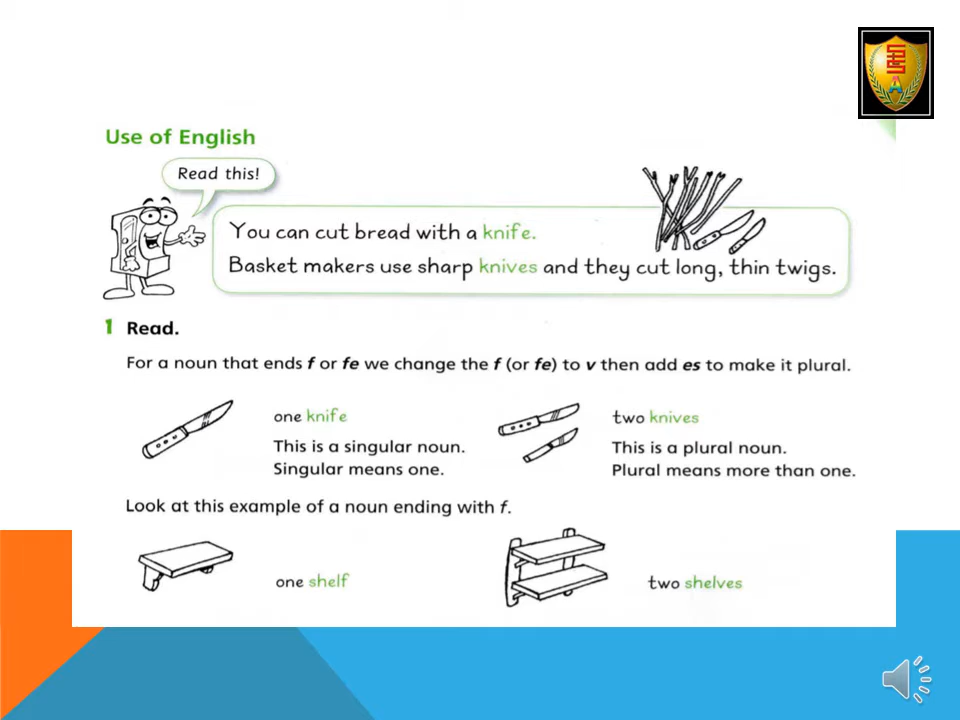 Use of English
Read this!
You can cut bread with a knife.
Basket makers use sharp knives and they cut long, thin twigs.
1 Read.
For a noun that ends f or fe we change the f (or fe) to v then add es to make it plural.
one knife
This is a singular noun.
Singular means one.
two knives
This is a plural noun.
Plural means more than one.
Look at this example of a noun ending with f.
one shelf
two shelves